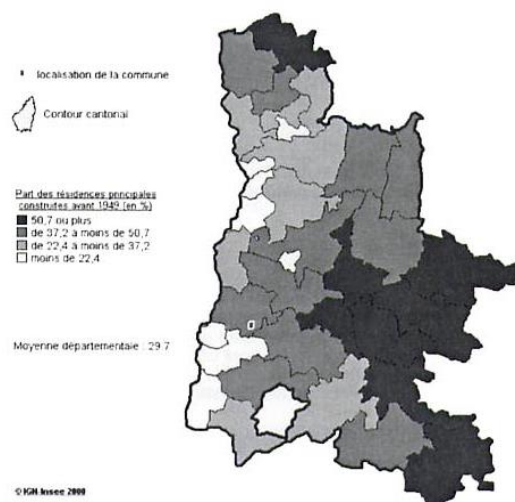 localisation de la commune
Contour cantonal
Part des résidences principales
construites avant 1949 (en %)
50,7 ou plus
de 37,2 à moins de 50,7
de 22,4 à moins de 37,2
moins de 22,4
Moyenne départementale : 29.7
© IGN Insee 2000